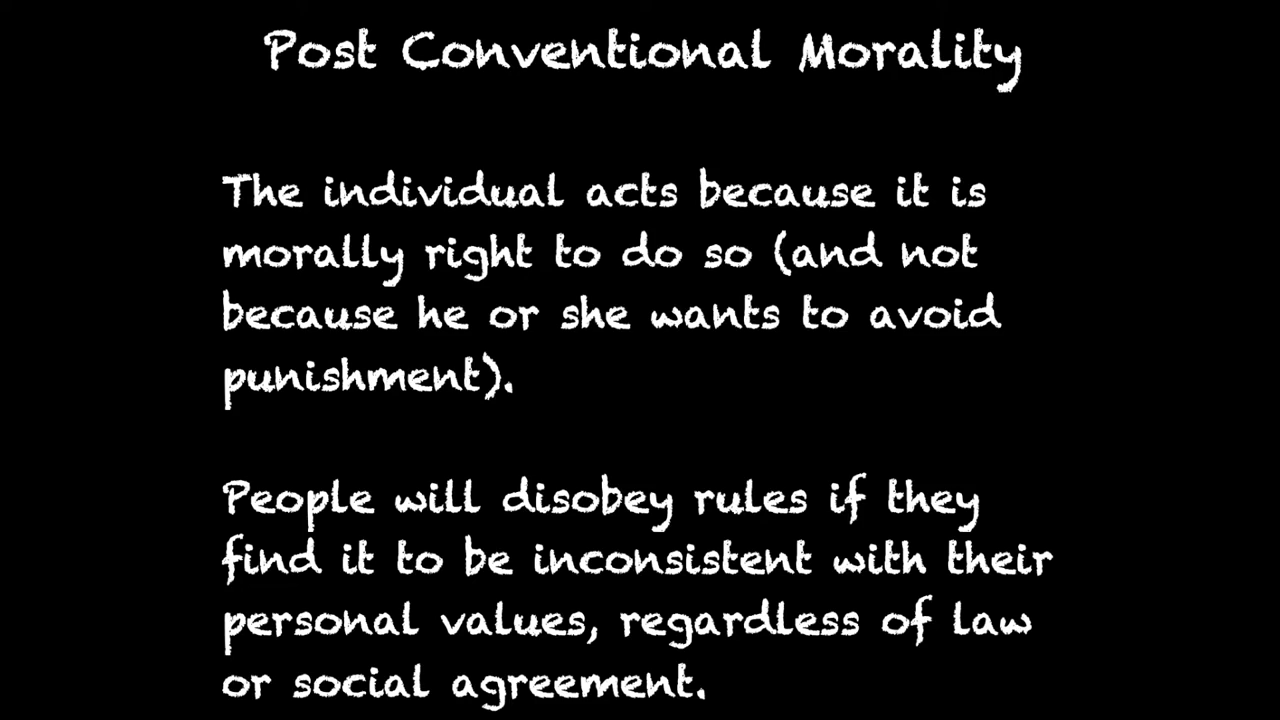 Post Conventional Morality
The individual acts because it is
morally right to do so (and not
because he or she wants to avoid
punishment).
People will disobey rules if they
find it to be inconsistent with their
personal values, regardless of law
or social agreement.